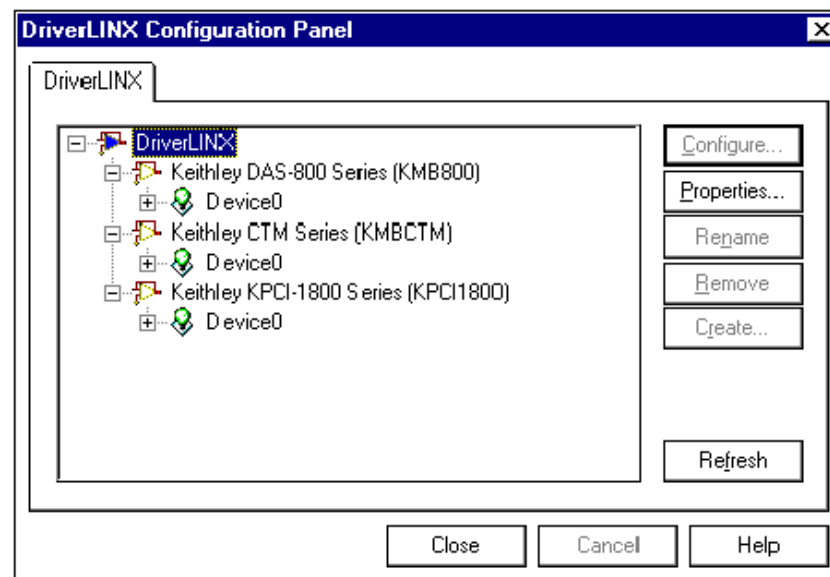 DriverLINX Configuration Panel
DriverLINX
DriverLINX
Keithley DAS-800 Series (KMB800)
Device0
Keithley CTM Series (KMBCTM)
Device0
Keithley KPCI-1800 Series (KPCI1800)
Device0
Configure...
Properties...
Rename
Remove
Create...
Refresh
Close
Cancel
Help